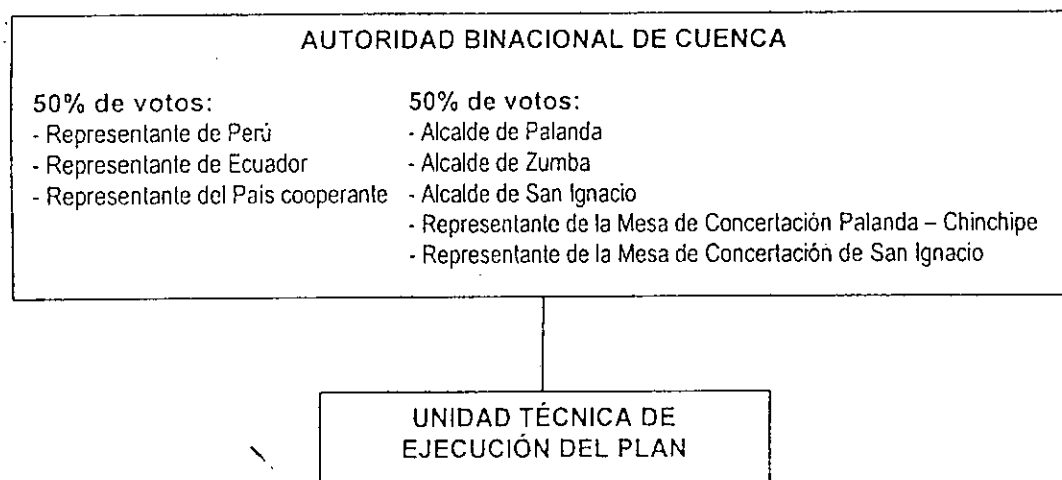 AUTORIDAD BINACIONAL DE CUENCA
50% de votos:
- Representante de Perú
- Representante de Ecuador
- Representante del País cooperante
50% de votos:
- Alcalde de Palanda
- Alcalde de Zumba
- Alcalde de San Ignacio
- Representante de la Mesa de Concertación Palanda – Chinchipe
- Representante de la Mesa de Concertación de San Ignacio
UNIDAD TÉCNICA DE
EJECUCIÓN DEL PLAN